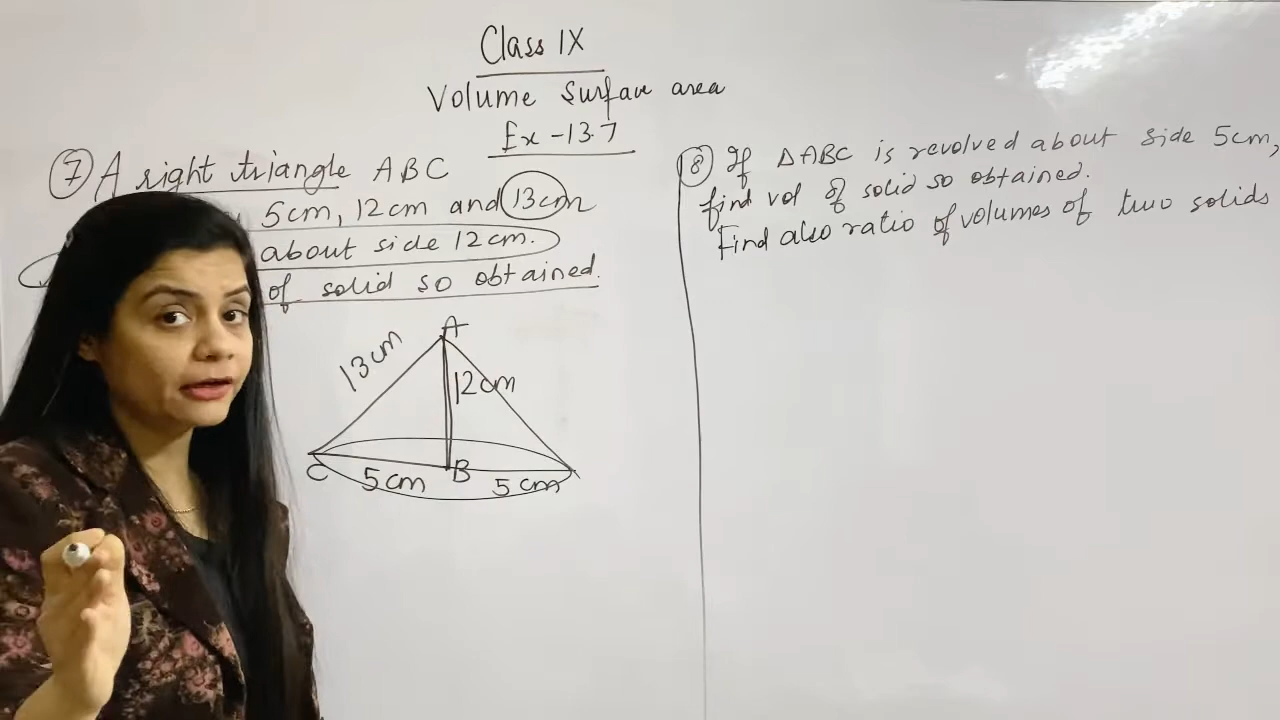 Class IX
Volume Surface area
Ex-13.7
⑦ A right triangle ABC
5cm, 12cm and 13cm
about side 12cm.
of solid so obtained.
A
13cm
12cm
C
5cm
B
5cm
⑧ If ΔABC is revolved about side 5cm,
find vol of solid so obtained.
Find also ratio of volumes of two solids